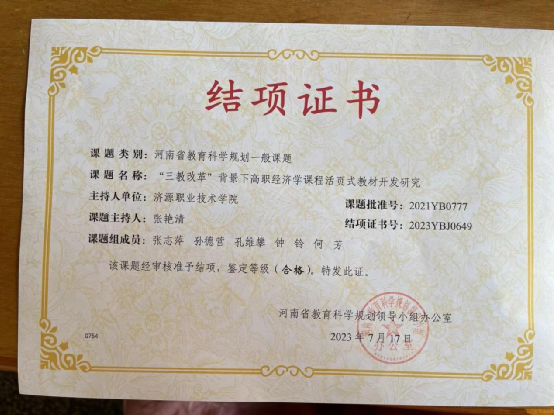 结项证书
课题类别：河南省教育科学规划一般课题
课题名称：“三教改革”背景下高职经济学课程活页式教材开发研究
主持人单位：济源职业技术学院 课题批准号：2021YB0777
课题主持人：张艳清 结项证书号：2023YBJ0649
课题组成员：张志萍 孙德营 孔维攀 钟铃 何芳
该课题经审核准予结项，鉴定等级（合格），特发此证。
河南省教育科学规划领导小组办公室
2023年7月17日
0754